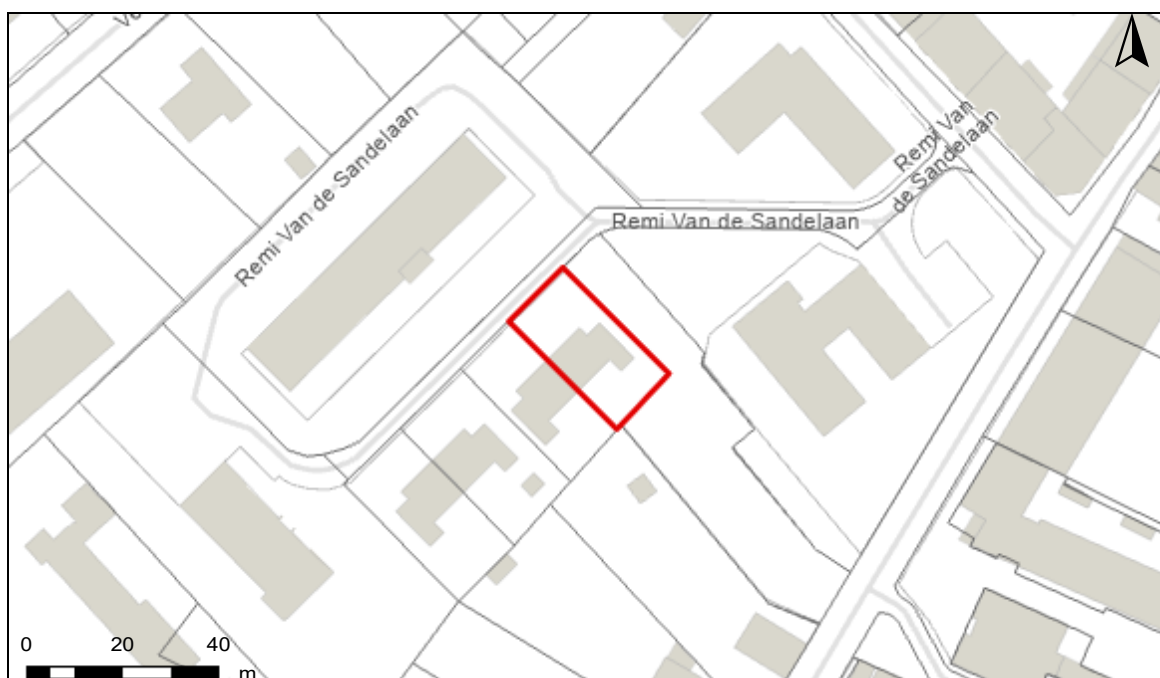 Remi Van de Sandelaan
Remi Van
de Sandelaan
Remi Van de Sandelaan
0 20 40
m